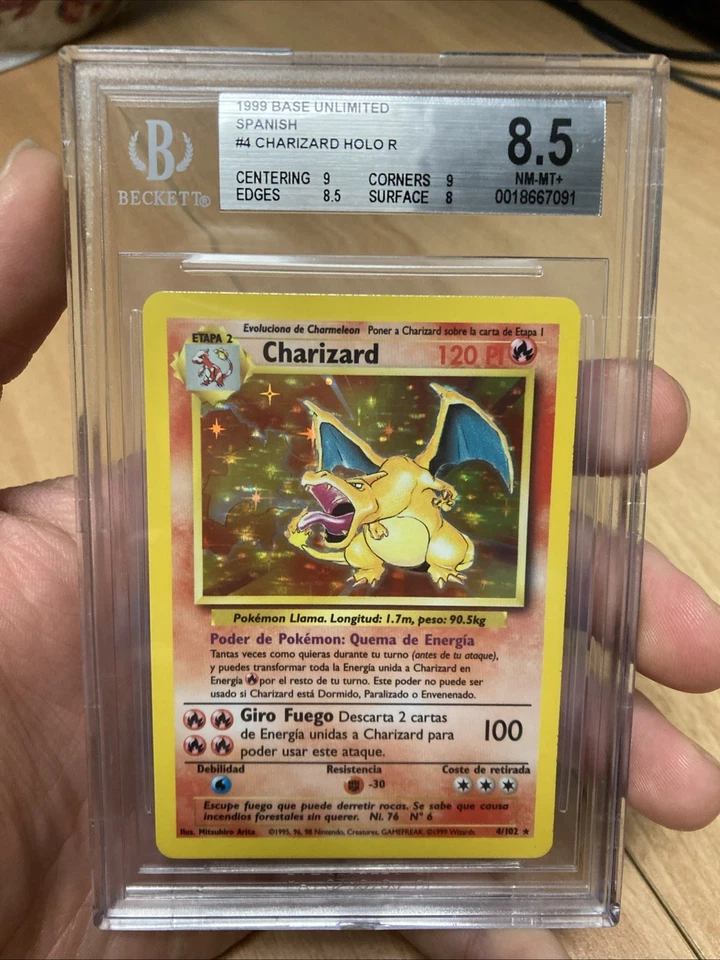 BECKETT®
B
1999 BASE UNLIMITED
SPANISH
#4 CHARIZARD HOLO R
CENTERING 9 CORNERS 9
EDGES 8.5 SURFACE 8
8.5
NM-MT+
0018667091
Evoluciona de Charmeleon Poner a Charizard sobre la carta de Etapa 1
ETAPA 2
Charizard 120 PI
Pokémon Llama. Longitud: 1.7m, peso: 90.5kg
Poder de Pokémon: Quema de Energía
Tantas veces como quieras durante tu turno (antes de tu ataque),
y puedes transformar toda la Energía unida a Charizard en
Energía por el resto de tu turno. Este poder no puede ser
usado si Charizard está Dormido, Paralizado o Envenenado.
Giro Fuego Descarta 2 cartas
de Energía unidas a Charizard para
poder usar este ataque.
100
Debilidad Resistencia Coste de retirada
-30
Escupe fuego que puede derretir rocas. Se sabe que causa
incendios forestales sin querer. Nl. 76 N° 6
Ilus. Mitsuhiro Arita ©1995, 96, 98 Nintendo, Creatures, GAMEFREAK. ©1999 Wizards. 4/102 ★